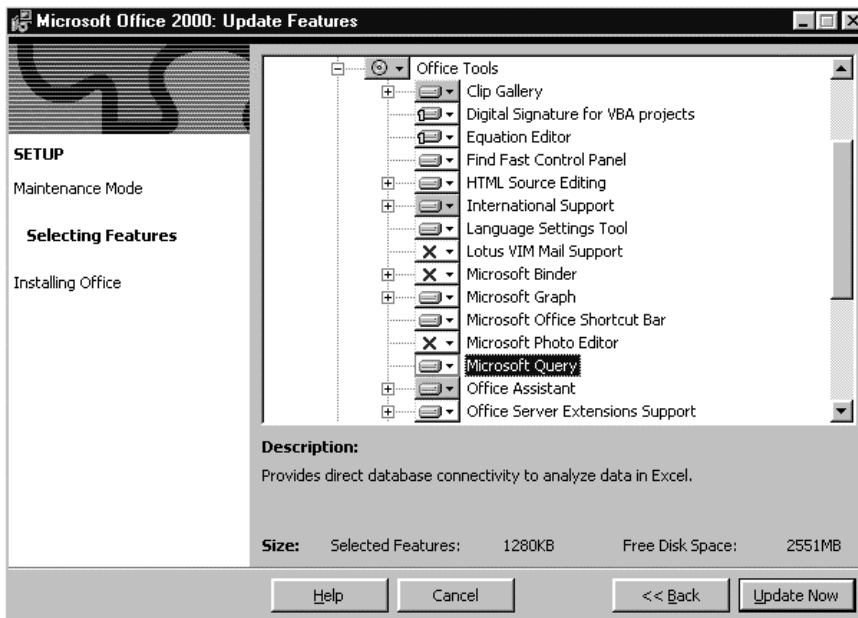 Microsoft Office 2000: Update Features
SETUP
Maintenance Mode
Selecting Features
Installing Office
Office Tools
Clip Gallery
Digital Signature for VBA projects
Equation Editor
Find Fast Control Panel
HTML Source Editing
International Support
Language Settings Tool
Lotus VIM Mail Support
Microsoft Binder
Microsoft Graph
Microsoft Office Shortcut Bar
Microsoft Photo Editor
Microsoft Query
Office Assistant
Office Server Extensions Support
Description:
Provides direct database connectivity to analyze data in Excel.
Size: Selected Features: 1280KB Free Disk Space: 2551MB
Help Cancel << Back Update Now